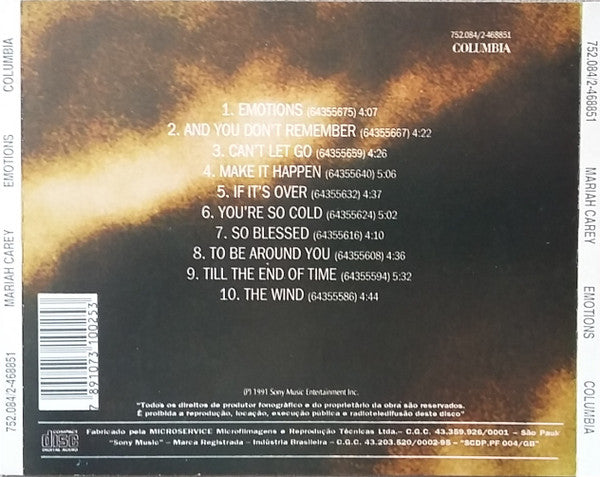 752.084/2-468851
COLUMBIA
1. EMOTIONS (64355675) 4:07
2. AND YOU DON'T REMEMBER (64355667) 4:22
3. CAN'T LET GO (64355659) 4:26
4. MAKE IT HAPPEN (64355640) 5:06
5. IF IT'S OVER (64355632) 4:37
6. YOU'RE SO COLD (64355624) 5:02
7. SO BLESSED (64355616) 4:10
8. TO BE AROUND YOU (64355608) 4:36
9. TILL THE END OF TIME (64355594) 5:32
10. THE WIND (64355586) 4:44
7 891073 100253
(P) 1991 Sony Music Entertainment Inc.
"Todos os direitos de produtor fonográfico e do proprietário da obra são reservados.
É proibida a reprodução, locação, execução pública e radioteledifusão deste disco"
COMPACT
disc
DIGITAL AUDIO
Fabricado pela MICROSERVICE Microfilmagens e Reprodução Técnicas Ltda.– C.G.C. 43.359.926/0001 – São Paulo
"Sony Music" – Marca Registrada – Indústria Brasileira – C.G.C. 43.203.520/0002-95 – "SCDP.PF 004/GB"
752.084/2-468851 MARIAH CAREY EMOTIONS COLUMBIA
752.084/2-468851 MARIAH CAREY EMOTIONS COLUMBIA